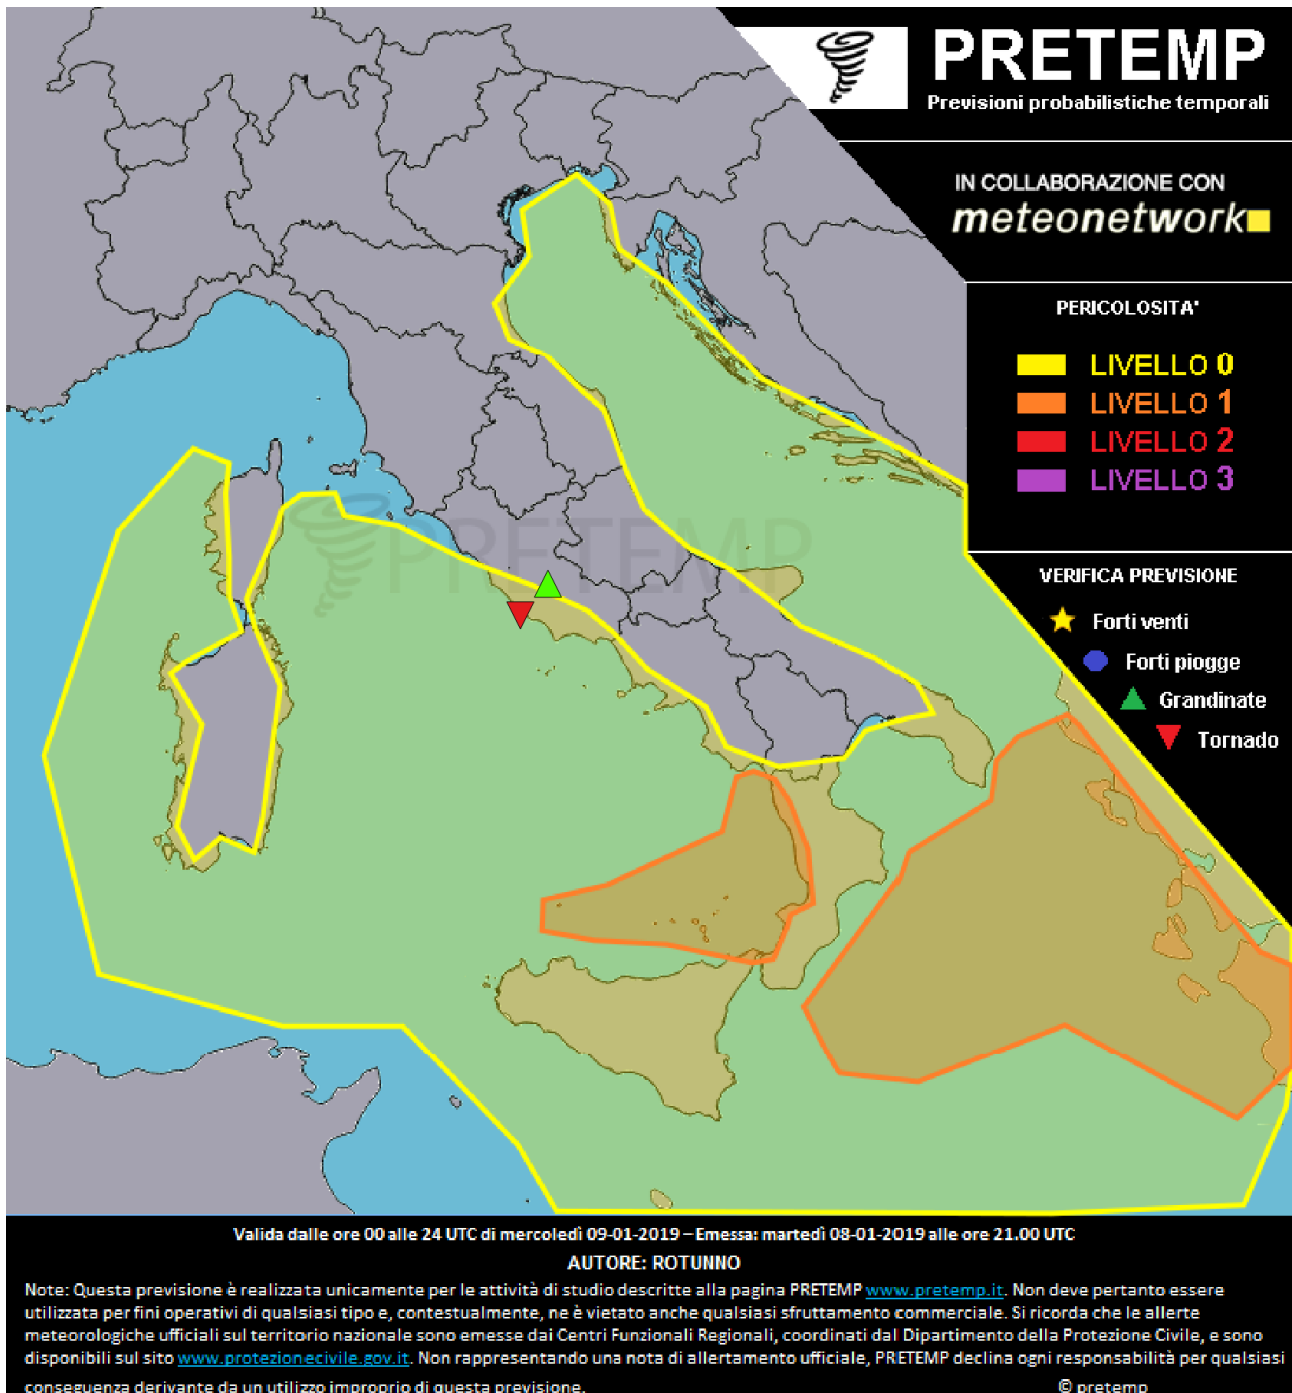 PRETEMP
Previsioni probabilistiche temporali
IN COLLABORAZIONE CON
meteonetwork
PERICOLOSITA'
LIVELLO 0
LIVELLO 1
LIVELLO 2
LIVELLO 3
PRETEMP
VERIFICA PREVISIONE
Forti venti
Forti piogge
Grandinate
Tornado
Valida dalle ore 00 alle 24 UTC di mercoledì 09-01-2019 – Emessa: martedì 08-01-2019 alle ore 21.00 UTC
AUTORE: ROTUNNO
Note: Questa previsione è realizzata unicamente per le attività di studio descritte alla pagina PRETEMP www.pretemp.it. Non deve pertanto essere
utilizzata per fini operativi di qualsiasi tipo e, contestualmente, ne è vietato anche qualsiasi sfruttamento commerciale. Si ricorda che le allerte
meteorologiche ufficiali sul territorio nazionale sono emesse dai Centri Funzionali Regionali, coordinati dal Dipartimento della Protezione Civile, e sono
disponibili sul sito www.protezionecivile.gov.it. Non rappresentando una nota di allertamento ufficiale, PRETEMP declina ogni responsabilità per qualsiasi
conseguenza derivante da un utilizzo improprio di questa previsione. © pretemp